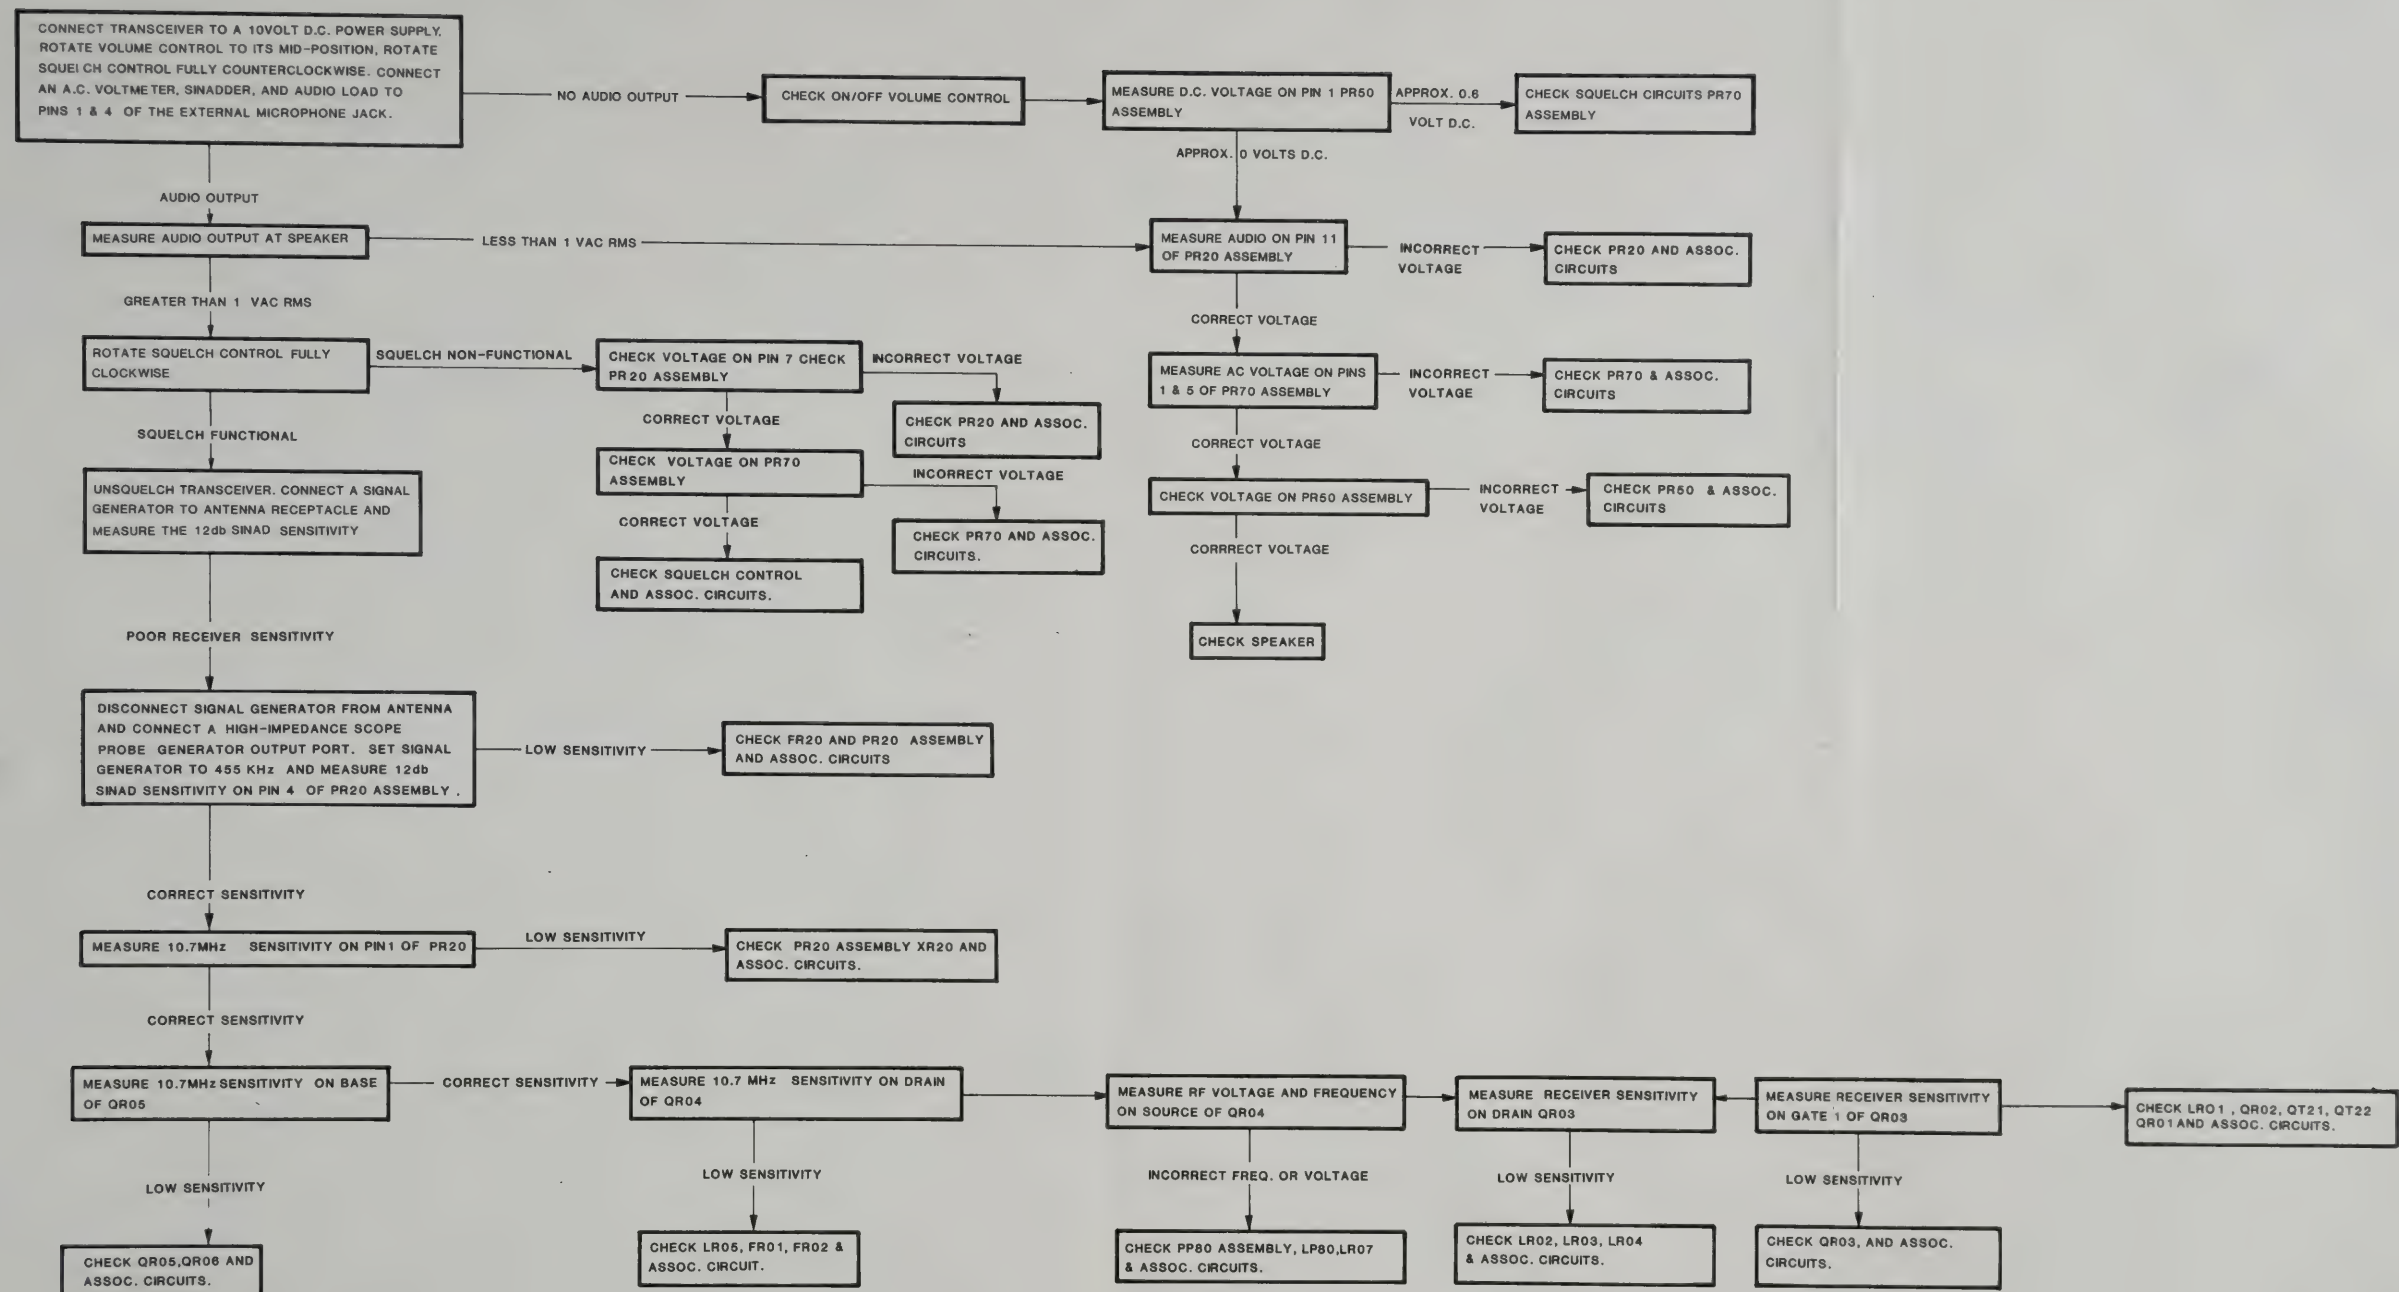 CONNECT TRANSCEIVER TO A 10VOLT D.C. POWER SUPPLY.
ROTATE VOLUME CONTROL TO ITS MID-POSITION, ROTATE
SQUELCH CONTROL FULLY COUNTERCLOCKWISE. CONNECT
AN A.C. VOLTMETER, SINADDER, AND AUDIO LOAD TO
PINS 1 & 4 OF THE EXTERNAL MICROPHONE JACK.
NO AUDIO OUTPUT
CHECK ON/OFF VOLUME CONTROL
MEASURE D.C. VOLTAGE ON PIN 1 PR50
ASSEMBLY
APPROX. 0.6
VOLT D.C.
CHECK SQUELCH CIRCUITS PR70
ASSEMBLY
APPROX. 0 VOLTS D.C.
AUDIO OUTPUT
MEASURE AUDIO OUTPUT AT SPEAKER
LESS THAN 1 VAC RMS
MEASURE AUDIO ON PIN 11
OF PR20 ASSEMBLY
INCORRECT
VOLTAGE
CHECK PR20 AND ASSOC.
CIRCUITS
GREATER THAN 1 VAC RMS
CORRECT VOLTAGE
ROTATE SQUELCH CONTROL FULLY
CLOCKWISE
SQUELCH NON-FUNCTIONAL
CHECK VOLTAGE ON PIN 7 CHECK
PR20 ASSEMBLY
INCORRECT VOLTAGE
MEASURE AC VOLTAGE ON PINS
1 & 5 OF PR70 ASSEMBLY
INCORRECT
VOLTAGE
CHECK PR70 & ASSOC.
CIRCUITS
CORRECT VOLTAGE
CHECK PR20 AND ASSOC.
CIRCUITS
SQUELCH FUNCTIONAL
CORRECT VOLTAGE
CHECK VOLTAGE ON PR70
ASSEMBLY
INCORRECT VOLTAGE
UNSQUELCH TRANSCEIVER. CONNECT A SIGNAL
GENERATOR TO ANTENNA RECEPTACLE AND
MEASURE THE 12db SINAD SENSITIVITY
CHECK VOLTAGE ON PR50 ASSEMBLY
INCORRECT
VOLTAGE
CHECK PR50 & ASSOC.
CIRCUITS
CORRECT VOLTAGE
CHECK PR70 AND ASSOC.
CIRCUITS.
CORRRECT VOLTAGE
CHECK SQUELCH CONTROL
AND ASSOC. CIRCUITS.
POOR RECEIVER SENSITIVITY
CHECK SPEAKER
DISCONNECT SIGNAL GENERATOR FROM ANTENNA
AND CONNECT A HIGH-IMPEDANCE SCOPE
PROBE GENERATOR OUTPUT PORT. SET SIGNAL
GENERATOR TO 455 KHz AND MEASURE 12db
SINAD SENSITIVITY ON PIN 4 OF PR20 ASSEMBLY .
LOW SENSITIVITY
CHECK FR20 AND PR20 ASSEMBLY
AND ASSOC. CIRCUITS
CORRECT SENSITIVITY
MEASURE 10.7MHz SENSITIVITY ON PIN1 OF PR20
LOW SENSITIVITY
CHECK PR20 ASSEMBLY XR20 AND
ASSOC. CIRCUITS.
CORRECT SENSITIVITY
MEASURE 10.7MHz SENSITIVITY ON BASE
OF QR05
CORRECT SENSITIVITY
MEASURE 10.7 MHz SENSITIVITY ON DRAIN
OF QR04
MEASURE RF VOLTAGE AND FREQUENCY
ON SOURCE OF QR04
MEASURE RECEIVER SENSITIVITY
ON DRAIN QR03
MEASURE RECEIVER SENSITIVITY
ON GATE 1 OF QR03
CHECK LRO1 , QR02, QT21, QT22
QR01 AND ASSOC. CIRCUITS.
LOW SENSITIVITY
LOW SENSITIVITY
INCORRECT FREQ. OR VOLTAGE
LOW SENSITIVITY
LOW SENSITIVITY
CHECK QR05,QR06 AND
ASSOC. CIRCUITS.
CHECK LR05, FR01, FR02 &
ASSOC. CIRCUIT.
CHECK PP80 ASSEMBLY, LP80,LR07
& ASSOC. CIRCUITS.
CHECK LR02, LR03, LR04
& ASSOC. CIRCUITS.
CHECK QR03, AND ASSOC.
CIRCUITS.